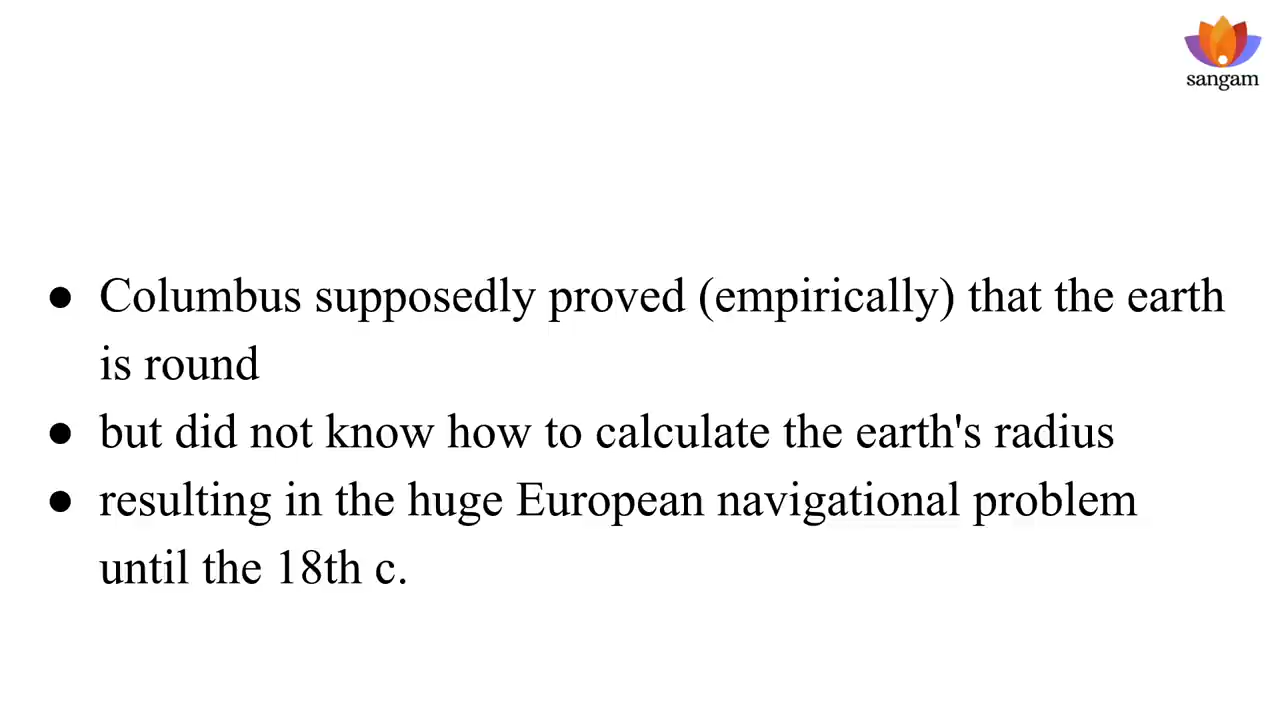 sangam
● Columbus supposedly proved (empirically) that the earth
is round
● but did not know how to calculate the earth's radius
● resulting in the huge European navigational problem
until the 18th c.